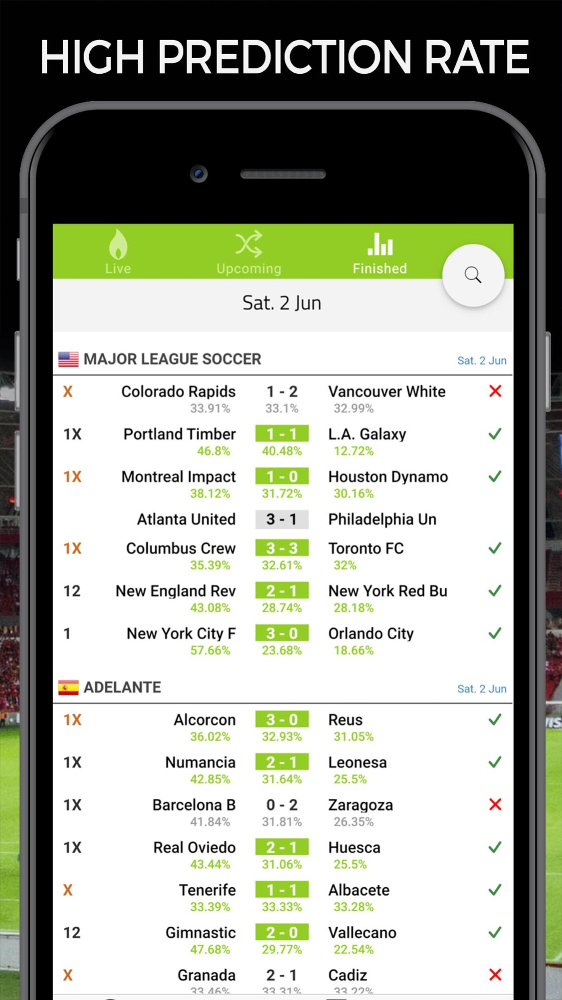 HIGH PREDICTION RATE
Live Upcoming Finished
Sat. 2 Jun
MAJOR LEAGUE SOCCER Sat. 2 Jun
X Colorado Rapids 1 - 2 Vancouver White
33.91% 33.1% 32.99%
1X Portland Timber 1 - 1 L.A. Galaxy
46.8% 40.48% 12.72%
1X Montreal Impact 1 - 0 Houston Dynamo
38.12% 31.72% 30.16%
Atlanta United 3 - 1 Philadelphia Un
1X Columbus Crew 3 - 3 Toronto FC
35.39% 32.61% 32%
12 New England Rev 2 - 1 New York Red Bu
43.08% 28.74% 28.18%
1 New York City F 3 - 0 Orlando City
57.66% 23.68% 18.66%
ADELANTE Sat. 2 Jun
1X Alcorcon 3 - 0 Reus
36.02% 32.93% 31.05%
1X Numancia 2 - 1 Leonesa
42.85% 31.64% 25.5%
1X Barcelona B 0 - 2 Zaragoza
41.84% 31.81% 26.35%
1X Real Oviedo 2 - 1 Huesca
43.44% 31.06% 25.5%
X Tenerife 1 - 1 Albacete
33.39% 33.33% 33.28%
12 Gimnastic 2 - 0 Vallecano
47.68% 29.77% 22.54%
X Granada 2 - 1 Cadiz
33.46% 33.31% 33.22%